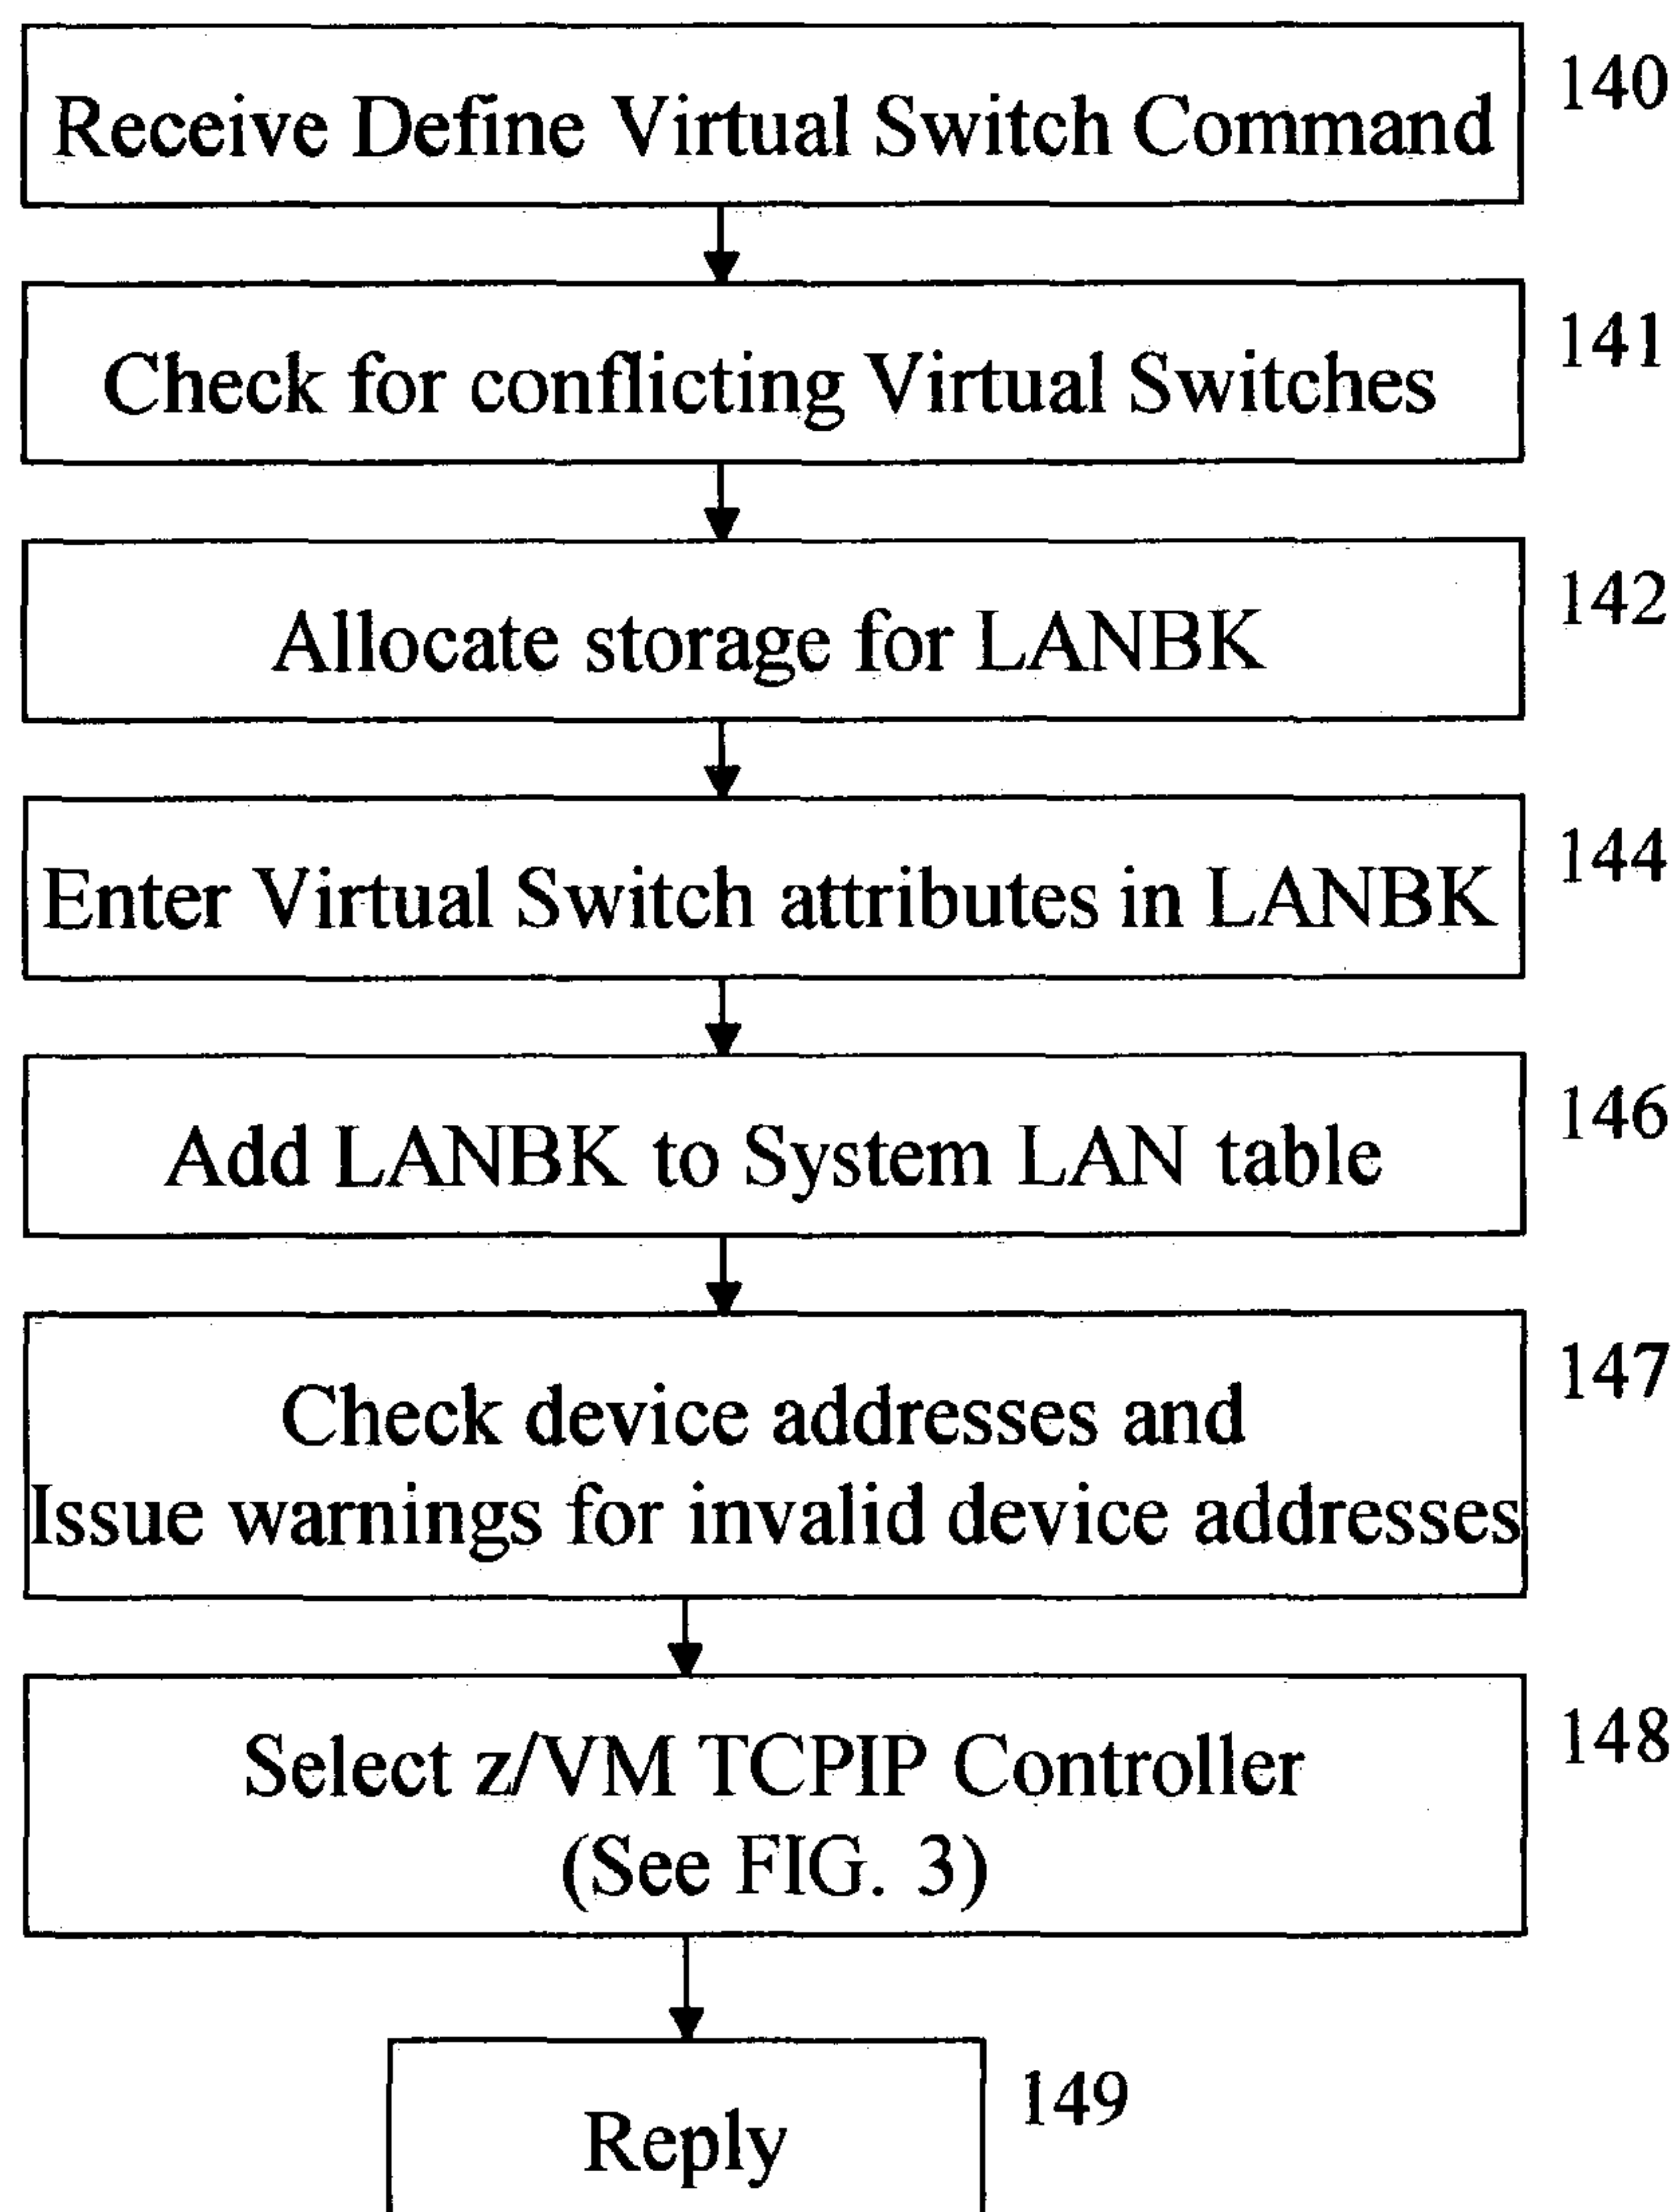 Receive Define Virtual Switch Command
140
Check for conflicting Virtual Switches
141
Allocate storage for LANBK
142
Enter Virtual Switch attributes in LANBK
144
Add LANBK to System LAN table
146
Check device addresses and
Issue warnings for invalid device addresses
147
Select z/VM TCPIP Controller
(See FIG. 3)
148
Reply
149